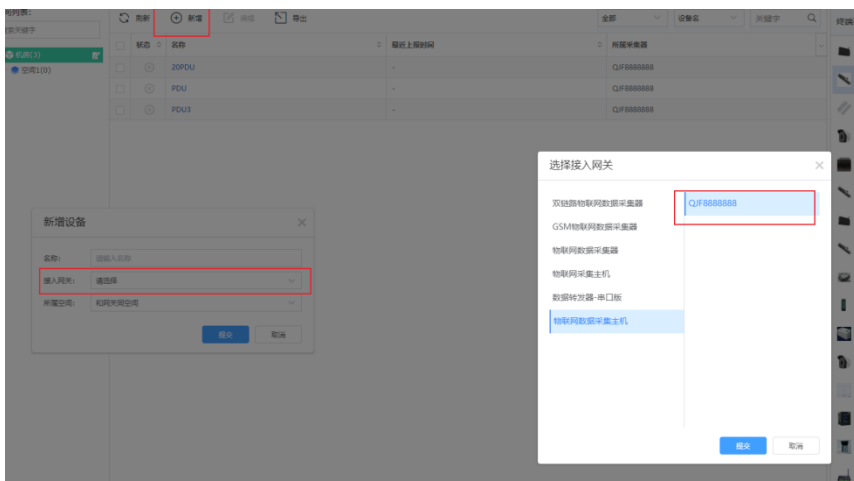 刷新 新增 编辑 导出 全部 设备名 关键字 终端
状态 名称 最近上报时间 所属采集器
机房(3)
空间1(0)
20PDU - QJF8888888
PDU - QJF8888888
PDU3 - QJF8888888
新增设备
名称: 请输入名称
接入网关: 请选择
所属空间: 和网关同空间
提交 取消
选择接入网关
双链路物联网数据采集器 QJF8888888
GSM物联网数据采集器
物联网数据采集器
物联网采集主机
数据转发器-串口版
物联网数据采集主机
提交 取消